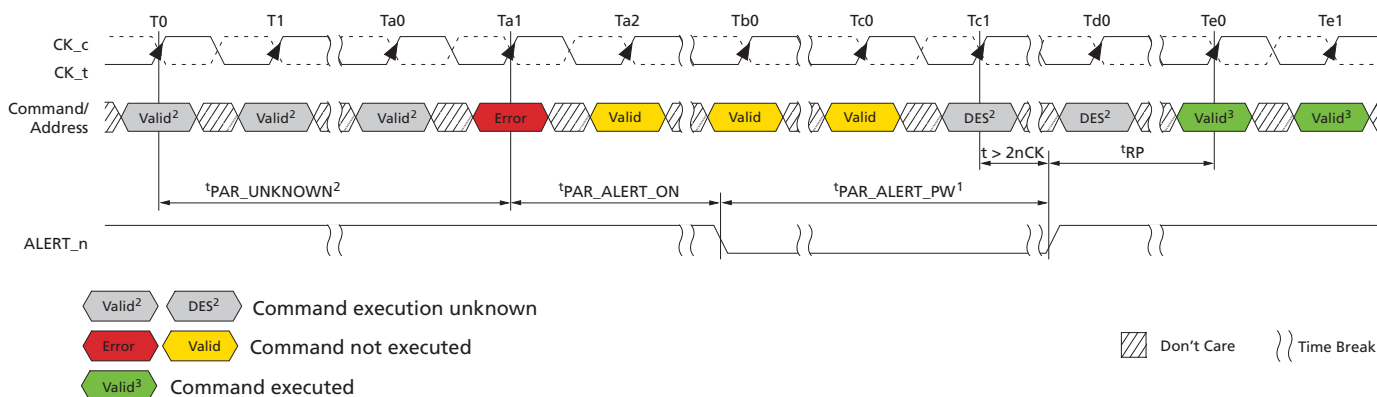 T0 T1 Ta0 Ta1 Ta2 Tb0 Tc0 Tc1 Td0 Te0 Te1
CK_c
CK_t
Command/
Address
Valid² Valid² Valid² Error Valid Valid Valid DES² DES² Valid³ Valid³
t > 2nCK
ᵗRP
ᵗPAR_UNKNOWN² ᵗPAR_ALERT_ON ᵗPAR_ALERT_PW¹
ALERT_n
Valid² DES² Command execution unknown
Error Valid Command not executed
Valid³ Command executed
Don't Care
Time Break